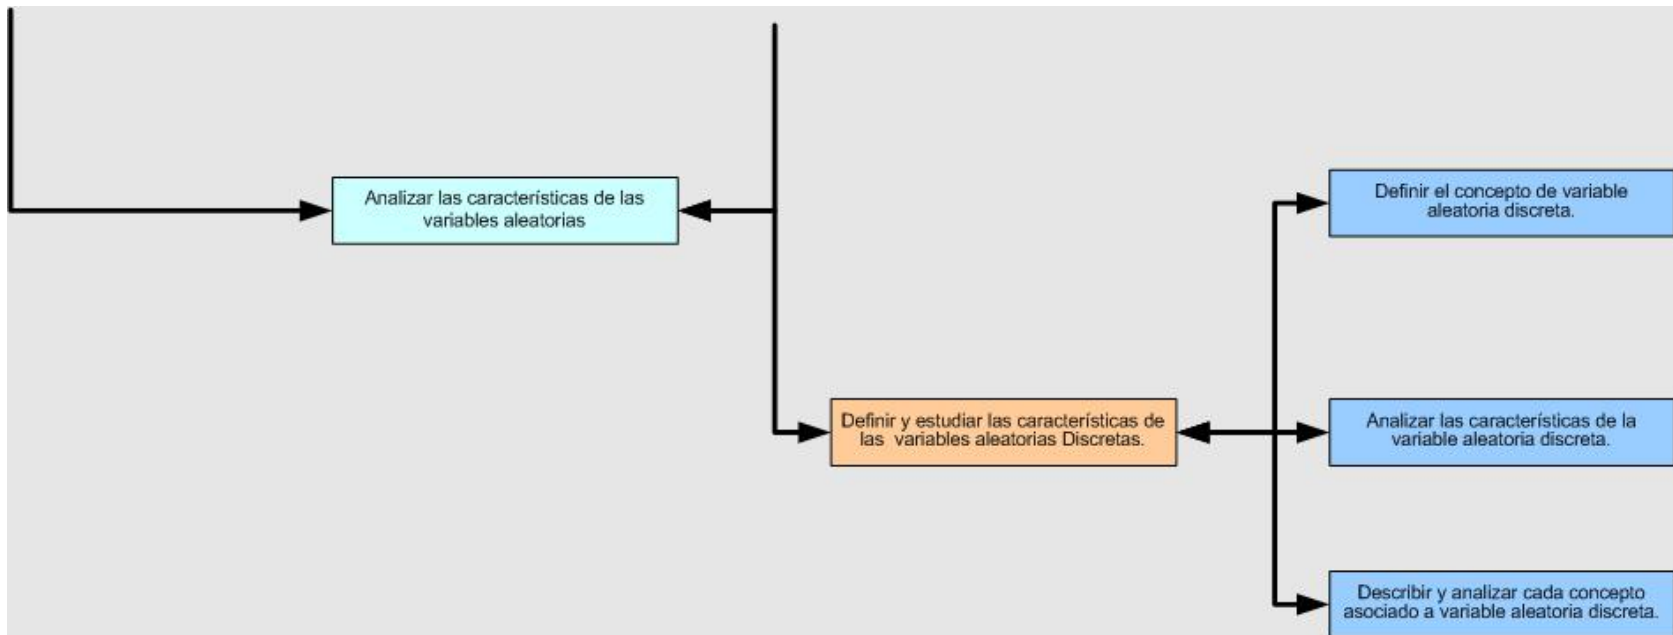 Analizar las características de las
variables aleatorias
Definir el concepto de variable
aleatoria discreta.
Definir y estudiar las características de
las  variables aleatorias Discretas.
Analizar las características de la
variable aleatoria discreta.
Describir y analizar cada concepto
asociado a variable aleatoria discreta.